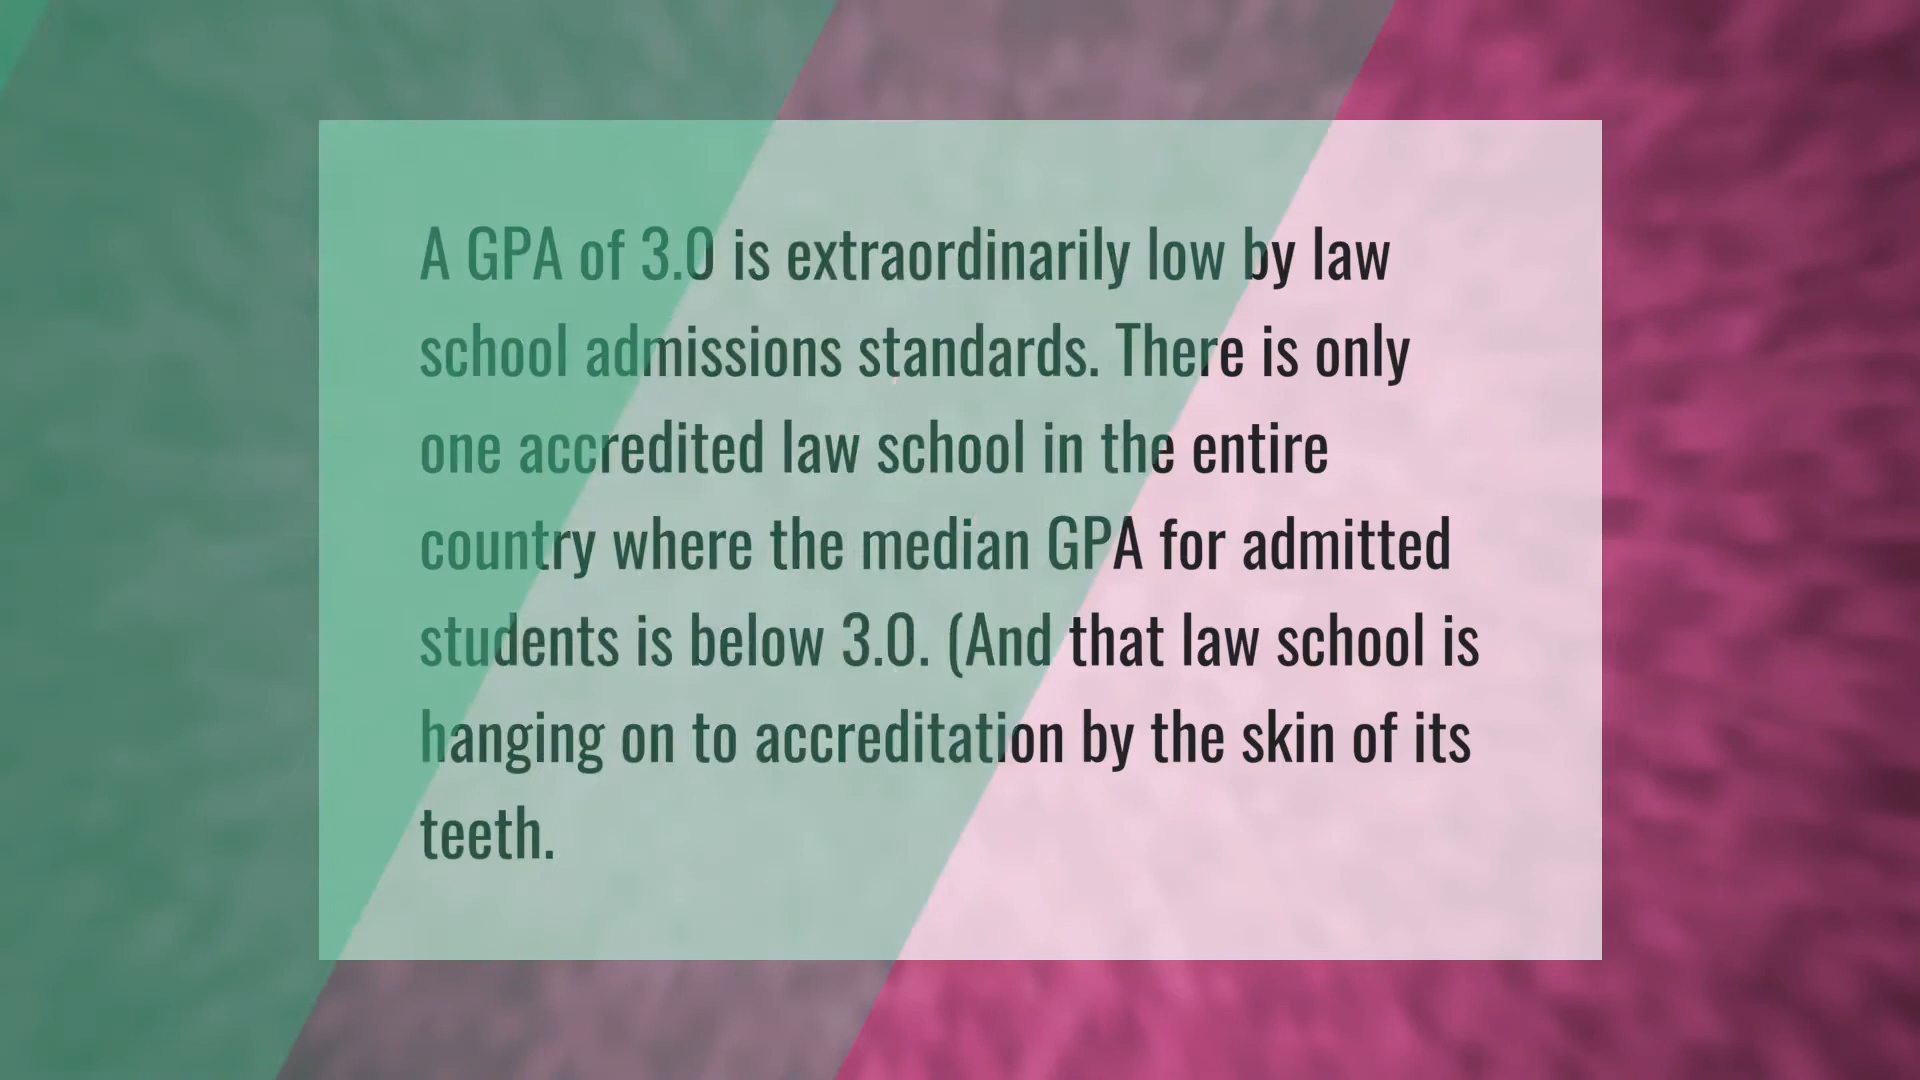 A GPA of 3.0 is extraordinarily low by law
school admissions standards. There is only
one accredited law school in the entire
country where the median GPA for admitted
students is below 3.0. (And that law school is
hanging on to accreditation by the skin of its
teeth.